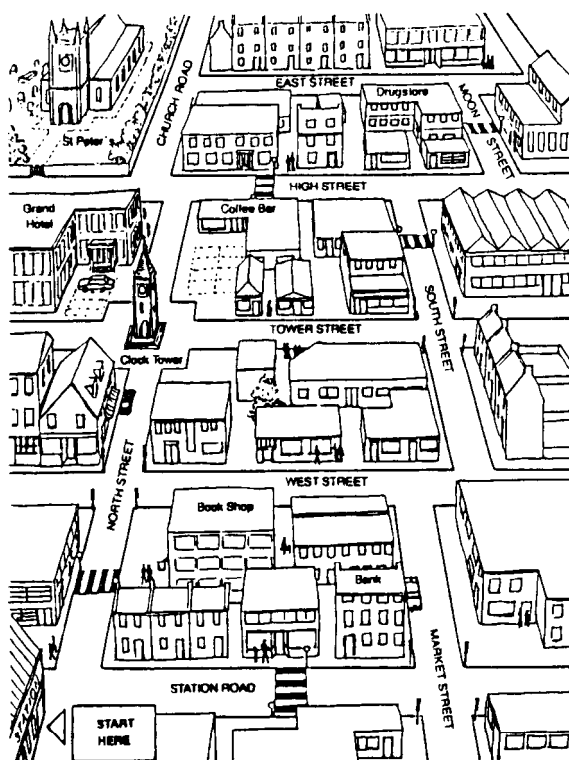 EAST STREET
CHURCH ROAD
Drugstore
MOON STREET
St Peter's
HIGH STREET
Grand
Hotel
Coffee Bar
SOUTH STREET
TOWER STREET
Clock Tower
WEST STREET
NORTH STREET
Book Shop
Bank
MARKET STREET
STATION ROAD
STATION
START
HERE